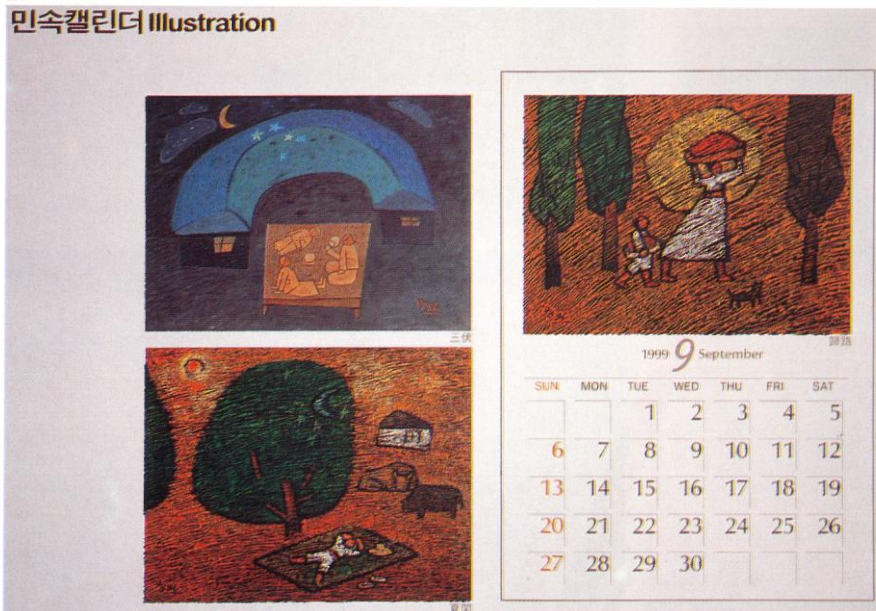 민속캘린더 Illustration
三伏
歸路
1999 9 September
SUN MON TUE WED THU FRI SAT
1 2 3 4 5
6 7 8 9 10 11 12
13 14 15 16 17 18 19
20 21 22 23 24 25 26
27 28 29 30